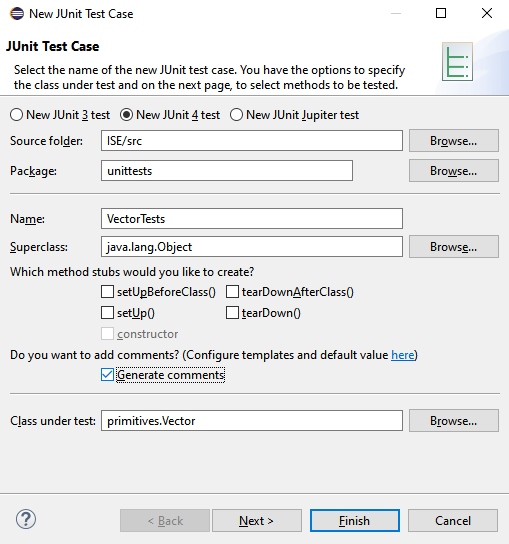 New JUnit Test Case
JUnit Test Case
Select the name of the new JUnit test case. You have the options to specify
the class under test and on the next page, to select methods to be tested.
New JUnit 3 test New JUnit 4 test New JUnit Jupiter test
Source folder: ISE/src Browse...
Package: unittests Browse...
Name: VectorTests
Superclass: java.lang.Object Browse...
Which method stubs would you like to create?
setUpBeforeClass() tearDownAfterClass()
setUp() tearDown()
constructor
Do you want to add comments? (Configure templates and default value here)
Generate comments
Class under test: primitives.Vector Browse...
? < Back Next > Finish Cancel